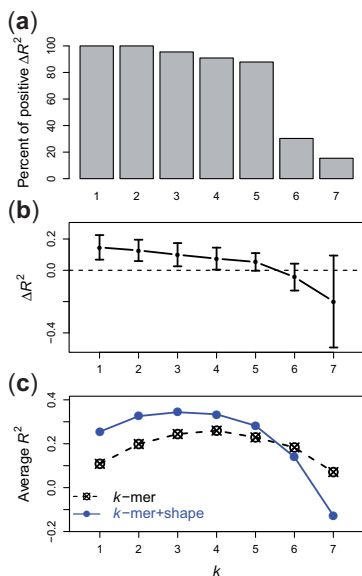 (a)
Percent of positive ΔR²
100
80
60
40
20
0
1 2 3 4 5 6 7
(b)
ΔR²
0.2
0.0
−0.4
1 2 3 4 5 6 7
(c)
Average R²
0.4
0.2
0.0
−0.2
k−mer
k−mer+shape
1 2 3 4 5 6 7
k